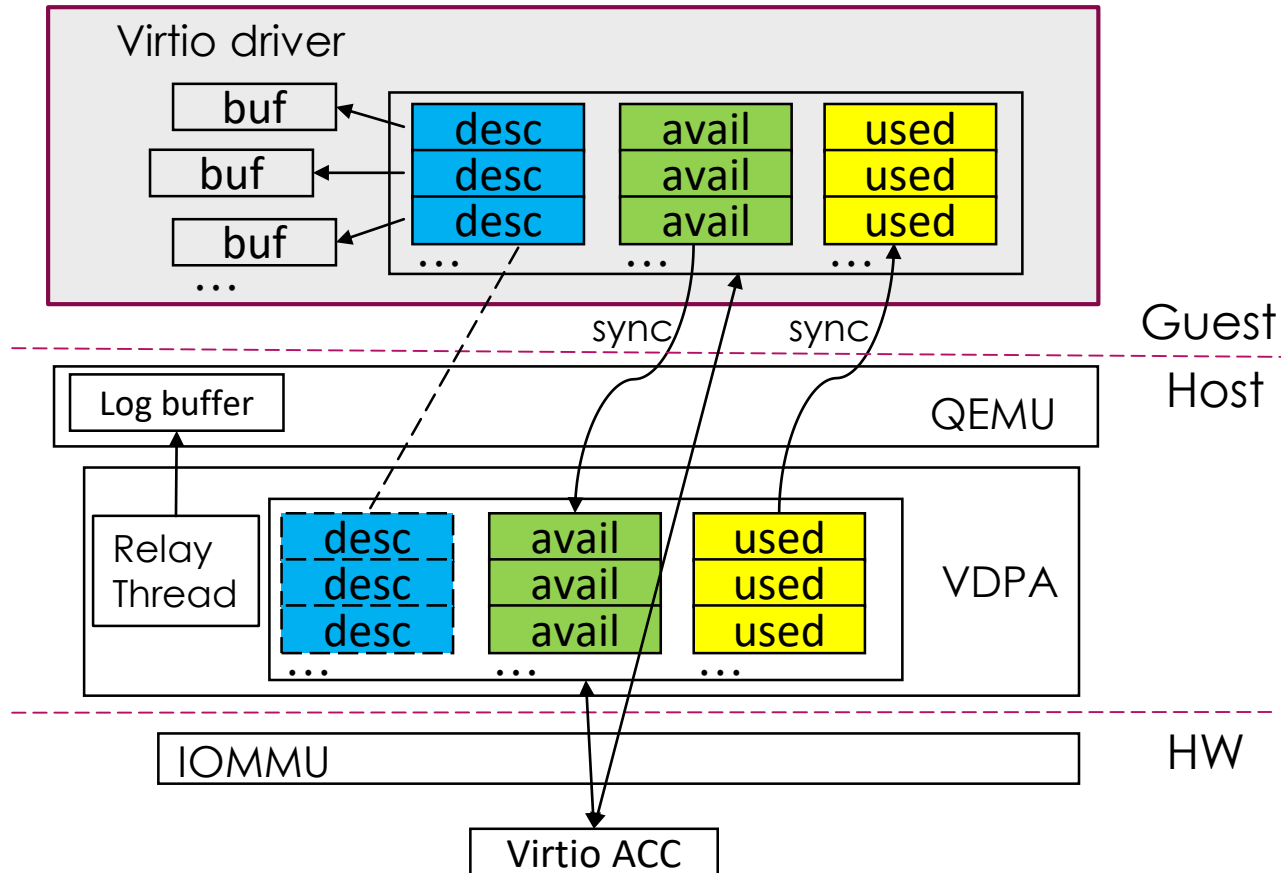 Virtio driver
buf
desc avail used
buf
desc avail used
buf
desc avail used
... ... ... ...
sync sync
Guest
Host
Log buffer
QEMU
Relay
Thread
desc avail used
desc avail used
desc avail used
... ... ...
VDPA
HW
IOMMU
Virtio ACC